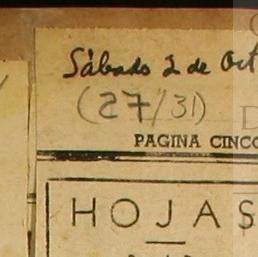 Sábado 2 de Oct
(27/31)
PAGINA CINCO
HOJAS